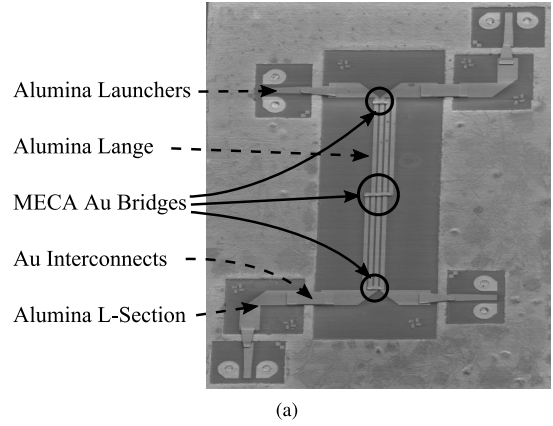 Alumina Launchers
Alumina Lange
MECA Au Bridges
Au Interconnects
Alumina L-Section
(a)